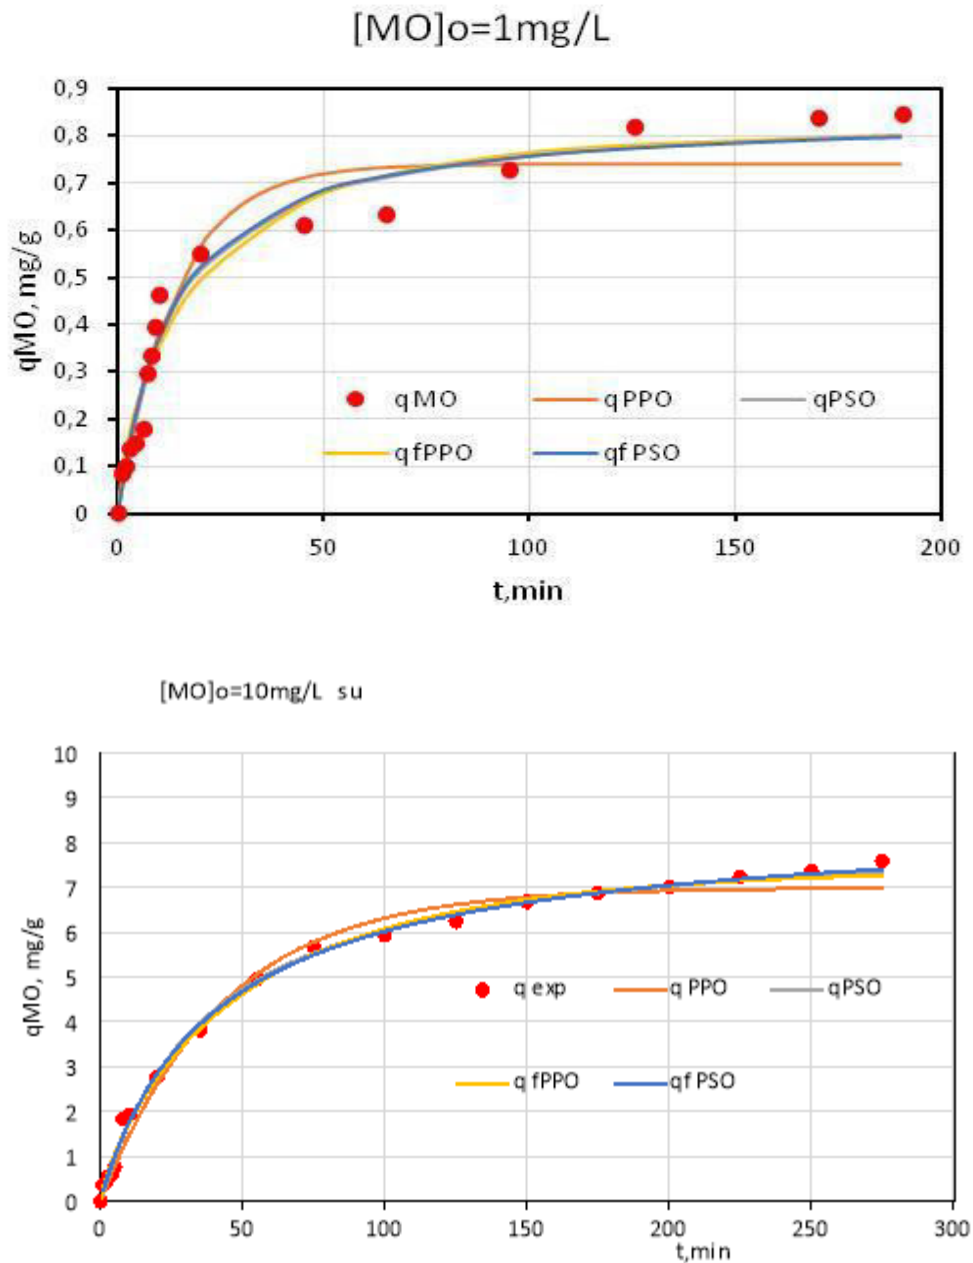 [MO]o=1mg/L
0,9
0,8
0,7
0,6
0,5
0,4
0,3
0,2
0,1
0
qMO, mg/g
q MO q PPO qPSO
q fPPO qf PSO
0 50 100 150 200
t,min
[MO]o=10mg/L su
10
9
8
7
6
5
4
3
2
1
0
qMO, mg/g
q exp q PPO qPSO
q fPPO qf PSO
0 50 100 150 200 250 300
t,min